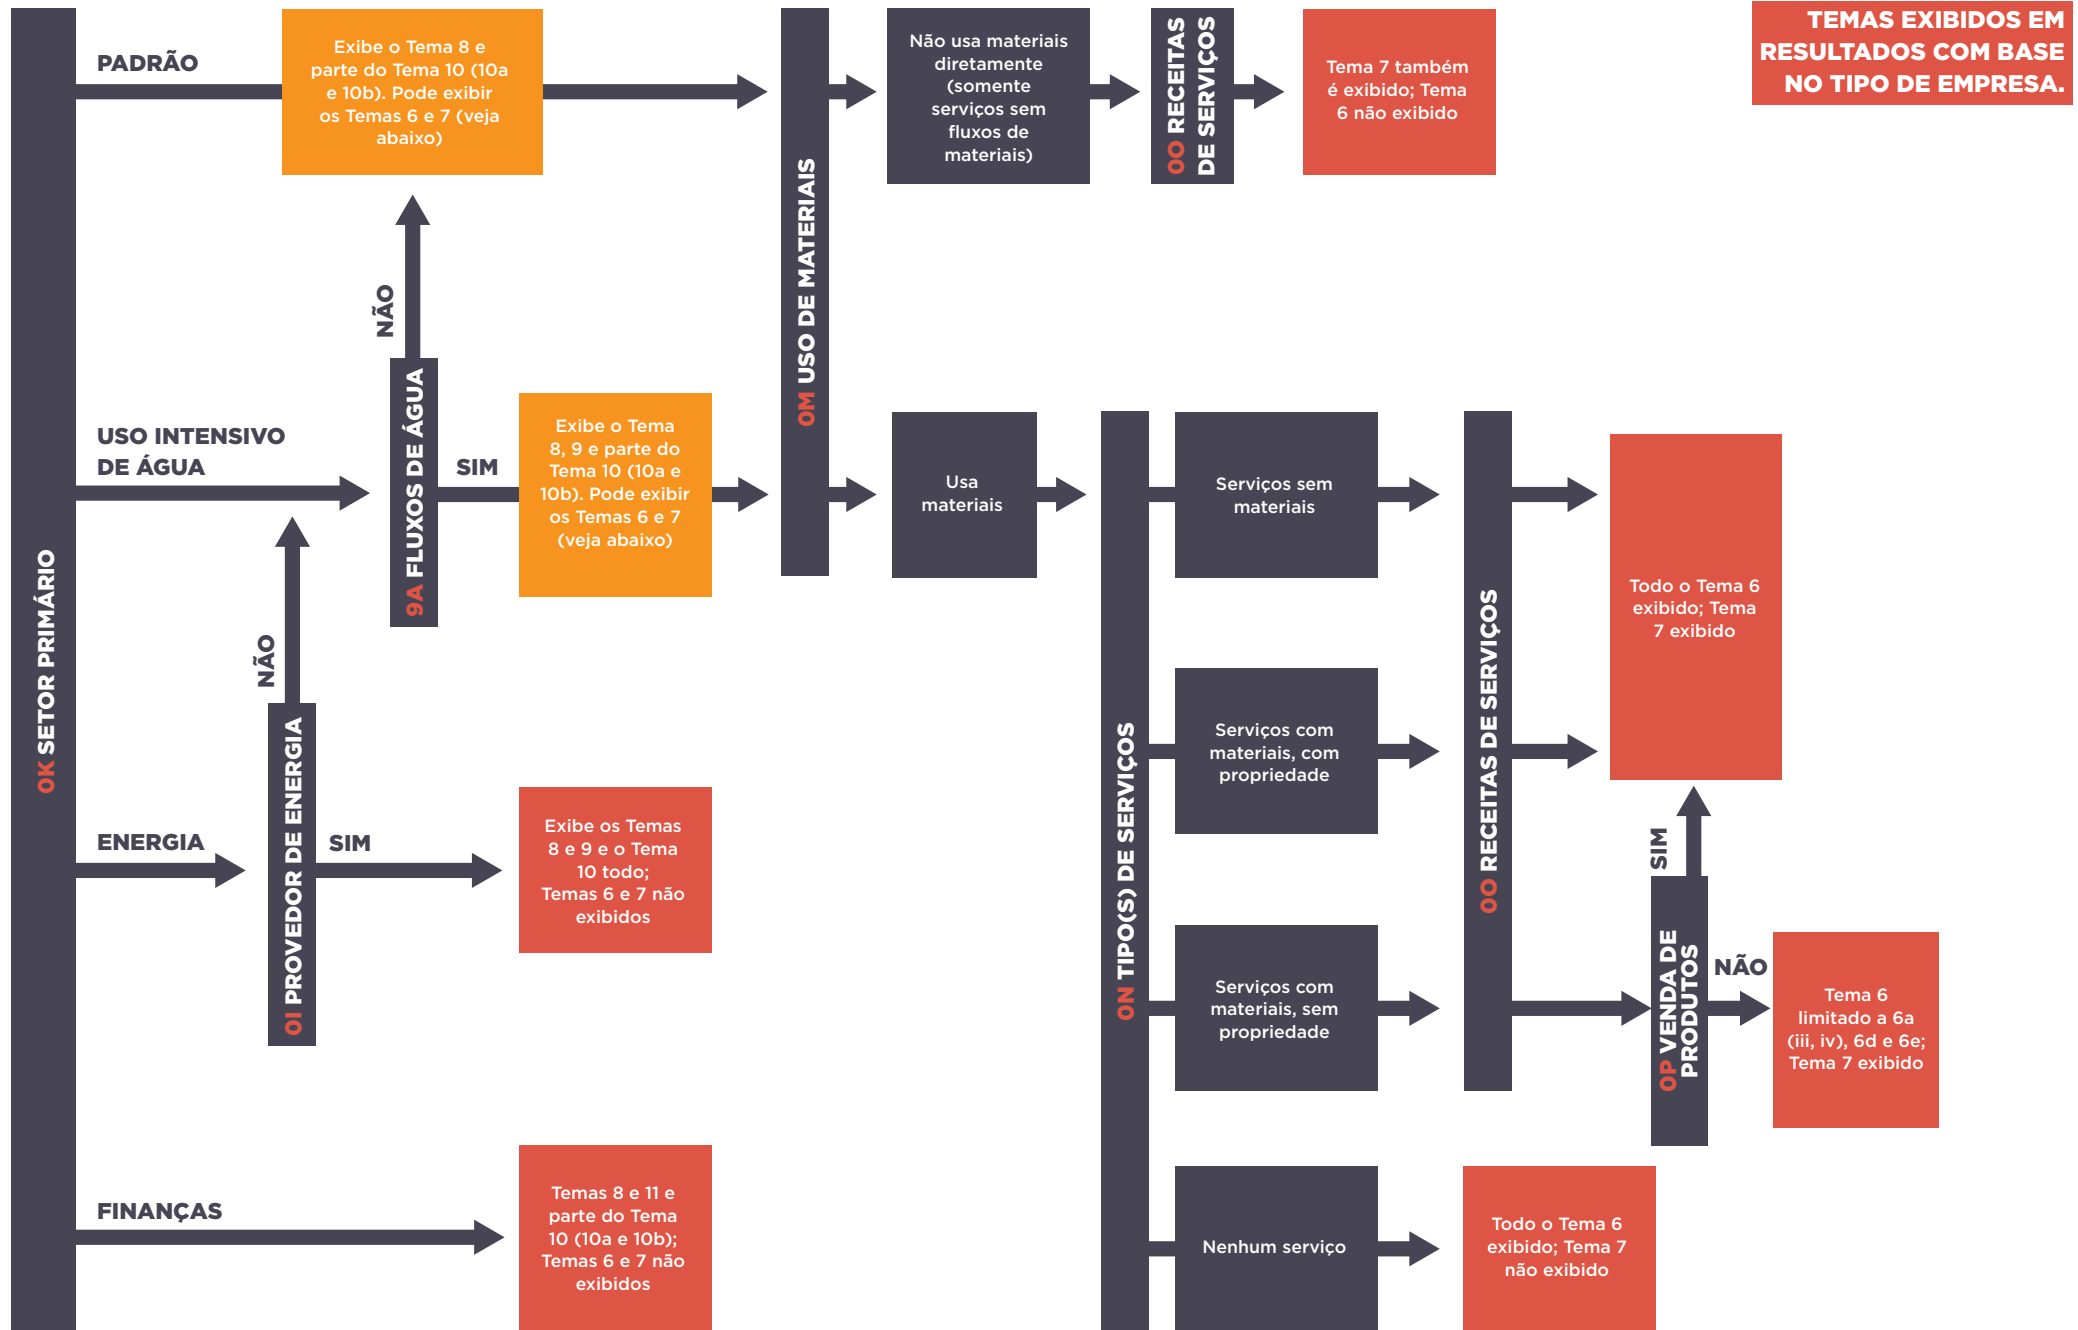 TEMAS EXIBIDOS EM
RESULTADOS COM BASE
NO TIPO DE EMPRESA.
0K SETOR PRIMÁRIO
PADRÃO
Exibe o Tema 8 e
parte do Tema 10 (10a
e 10b). Pode exibir
os Temas 6 e 7 (veja
abaixo)
USO INTENSIVO
DE ÁGUA
9A FLUXOS DE ÁGUA
NÃO
SIM
Exibe o Tema
8, 9 e parte do
Tema 10 (10a e
10b). Pode exibir
os Temas 6 e 7
(veja abaixo)
ENERGIA
0I PROVEDOR DE ENERGIA
NÃO
SIM
Exibe os Temas
8 e 9 e o Tema
10 todo;
Temas 6 e 7 não
exibidos
FINANÇAS
Temas 8 e 11 e
parte do Tema
10 (10a e 10b);
Temas 6 e 7 não
exibidos
0M USO DE MATERIAIS
Não usa materiais
diretamente
(somente
serviços sem
fluxos de
materiais)
0O RECEITAS
DE SERVIÇOS
Tema 7 também
é exibido; Tema
6 não exibido
Usa
materiais
0N TIPO(S) DE SERVIÇOS
Serviços sem
materiais
Serviços com
materiais, com
propriedade
Serviços com
materiais, sem
propriedade
Nenhum serviço
0O RECEITAS DE SERVIÇOS
Todo o Tema 6
exibido; Tema
7 exibido
0P VENDA DE
PRODUTOS
SIM
NÃO
Tema 6
limitado a 6a
(iii, iv), 6d e 6e;
Tema 7 exibido
Todo o Tema 6
exibido; Tema 7
não exibido